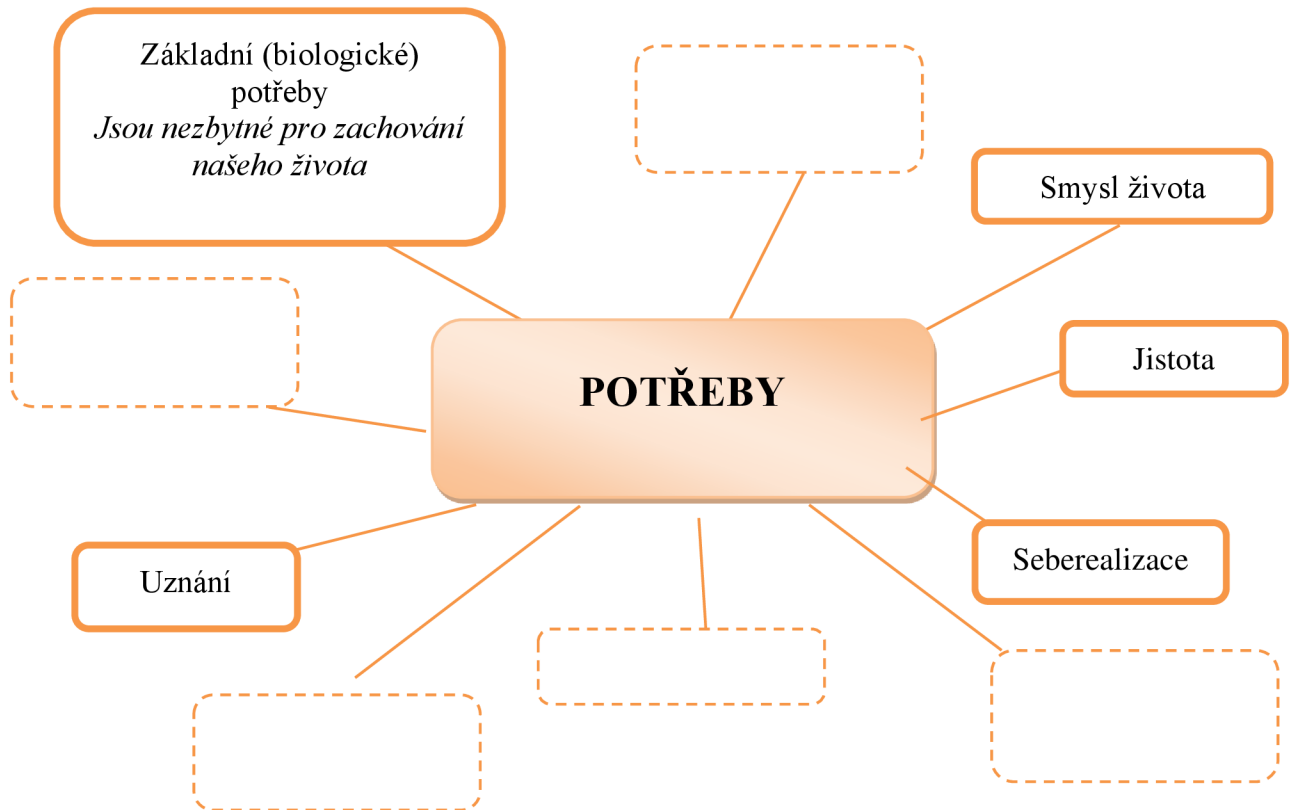 Základní (biologické)
potřeby
Jsou nezbytné pro zachování
našeho života
Smysl života
POTŘEBY
Jistota
Uznání
Seberealizace